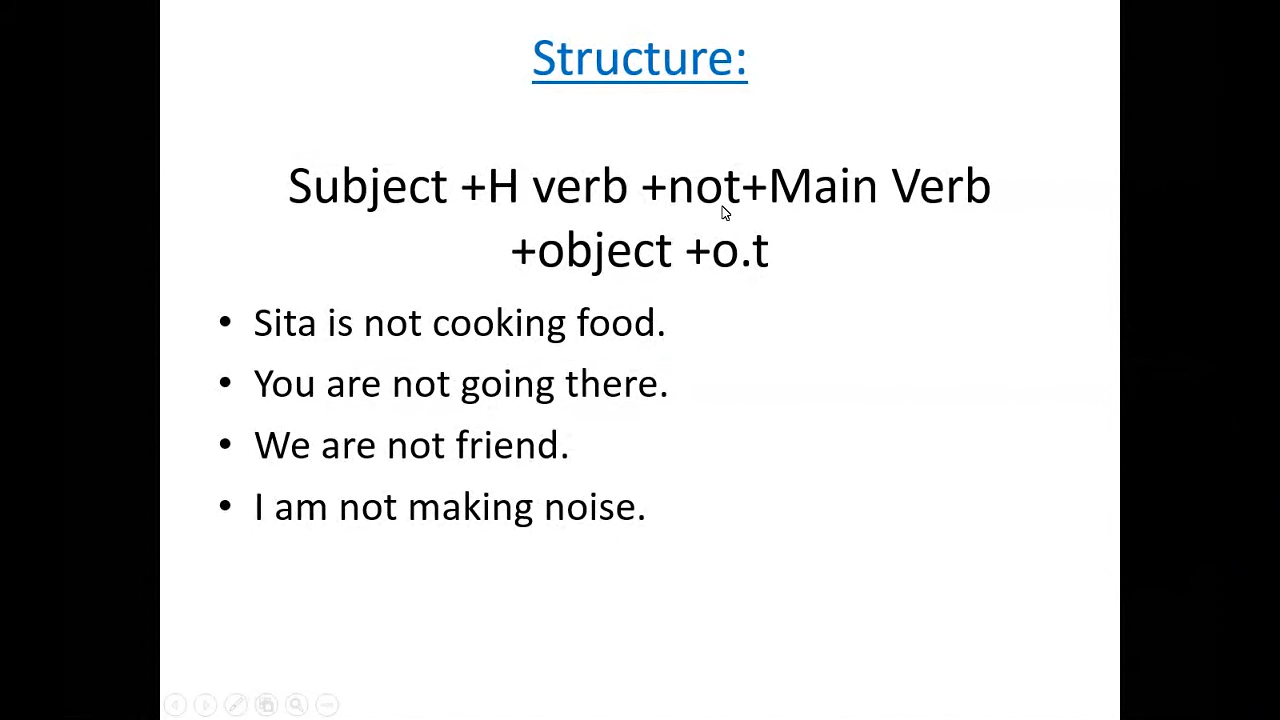 Structure:
Subject +H verb +not+Main Verb
+object +o.t
• Sita is not cooking food.
• You are not going there.
• We are not friend.
• I am not making noise.